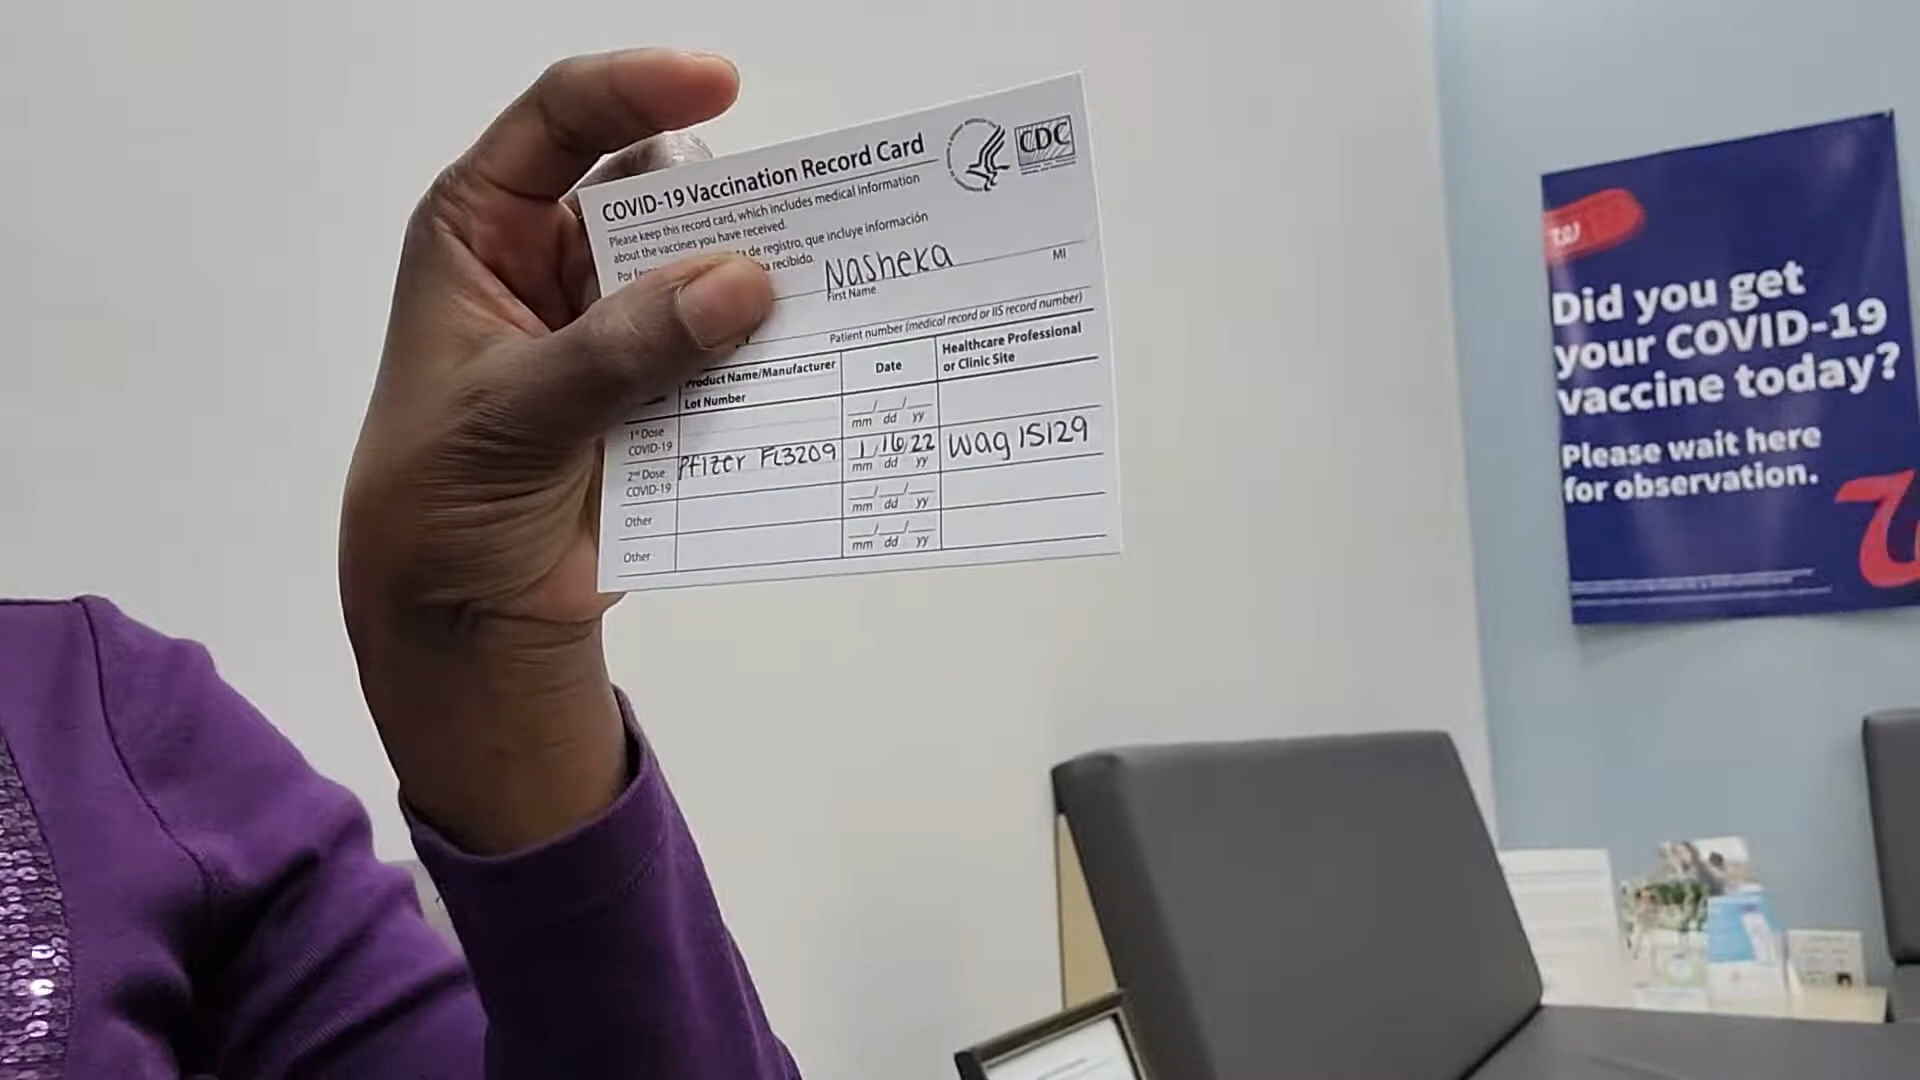 COVID-19 Vaccination Record Card
CDC
Please keep this record card, which includes medical information
about the vaccines you have received.
Por de registro, que incluye información
ha recibido.
Nasheka
First Name
MI
Patient number (medical record or IIS record number)
Product Name/Manufacturer
Lot Number
Date
Healthcare Professional
or Clinic Site
1st Dose
COVID-19
mm dd yy
2nd Dose
COVID-19
Pfizer FL3209
1/16/22
mm dd yy
Wag 15129
Other
mm dd yy
Other
mm dd yy
Did you get
your COVID-19
vaccine today?
Please wait here
for observation.